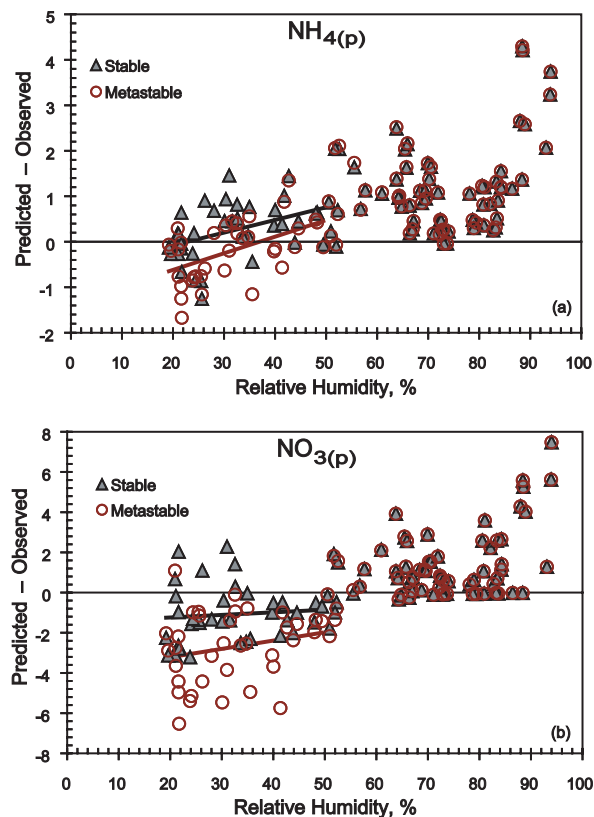 NH4(p)
Stable
Metastable
Predicted – Observed
5
4
3
2
1
0
-1
-2
(a)
0 10 20 30 40 50 60 70 80 90 100
Relative Humidity, %
NO3(p)
Stable
Metastable
Predicted – Observed
8
6
4
2
0
-2
-4
-6
-8
(b)
0 10 20 30 40 50 60 70 80 90 100
Relative Humidity, %